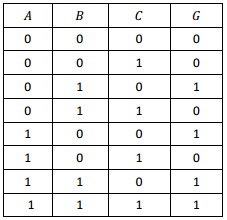 A B C G
0 0 0 0
0 0 1 0
0 1 0 1
0 1 1 0
1 0 0 1
1 0 1 0
1 1 0 1
1 1 1 1